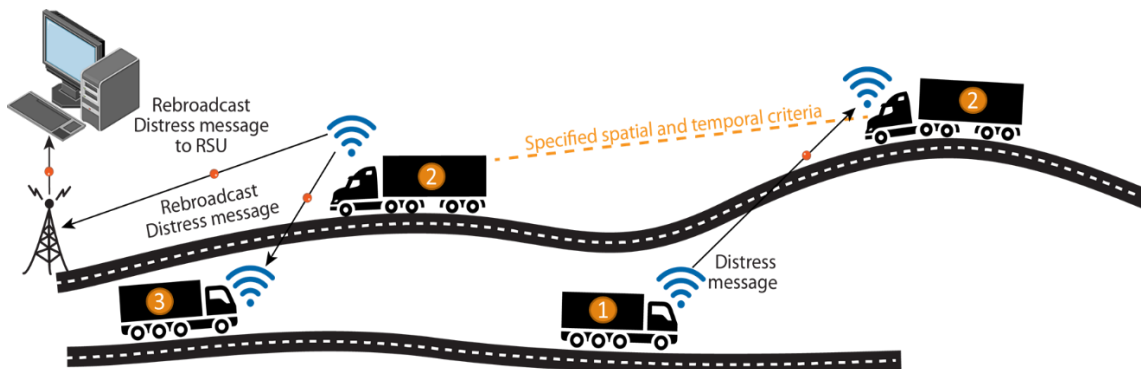 Rebroadcast
Distress message
to RSU
Rebroadcast
Distress message
2
Specified spatial and temporal criteria
2
3
1
Distress
message